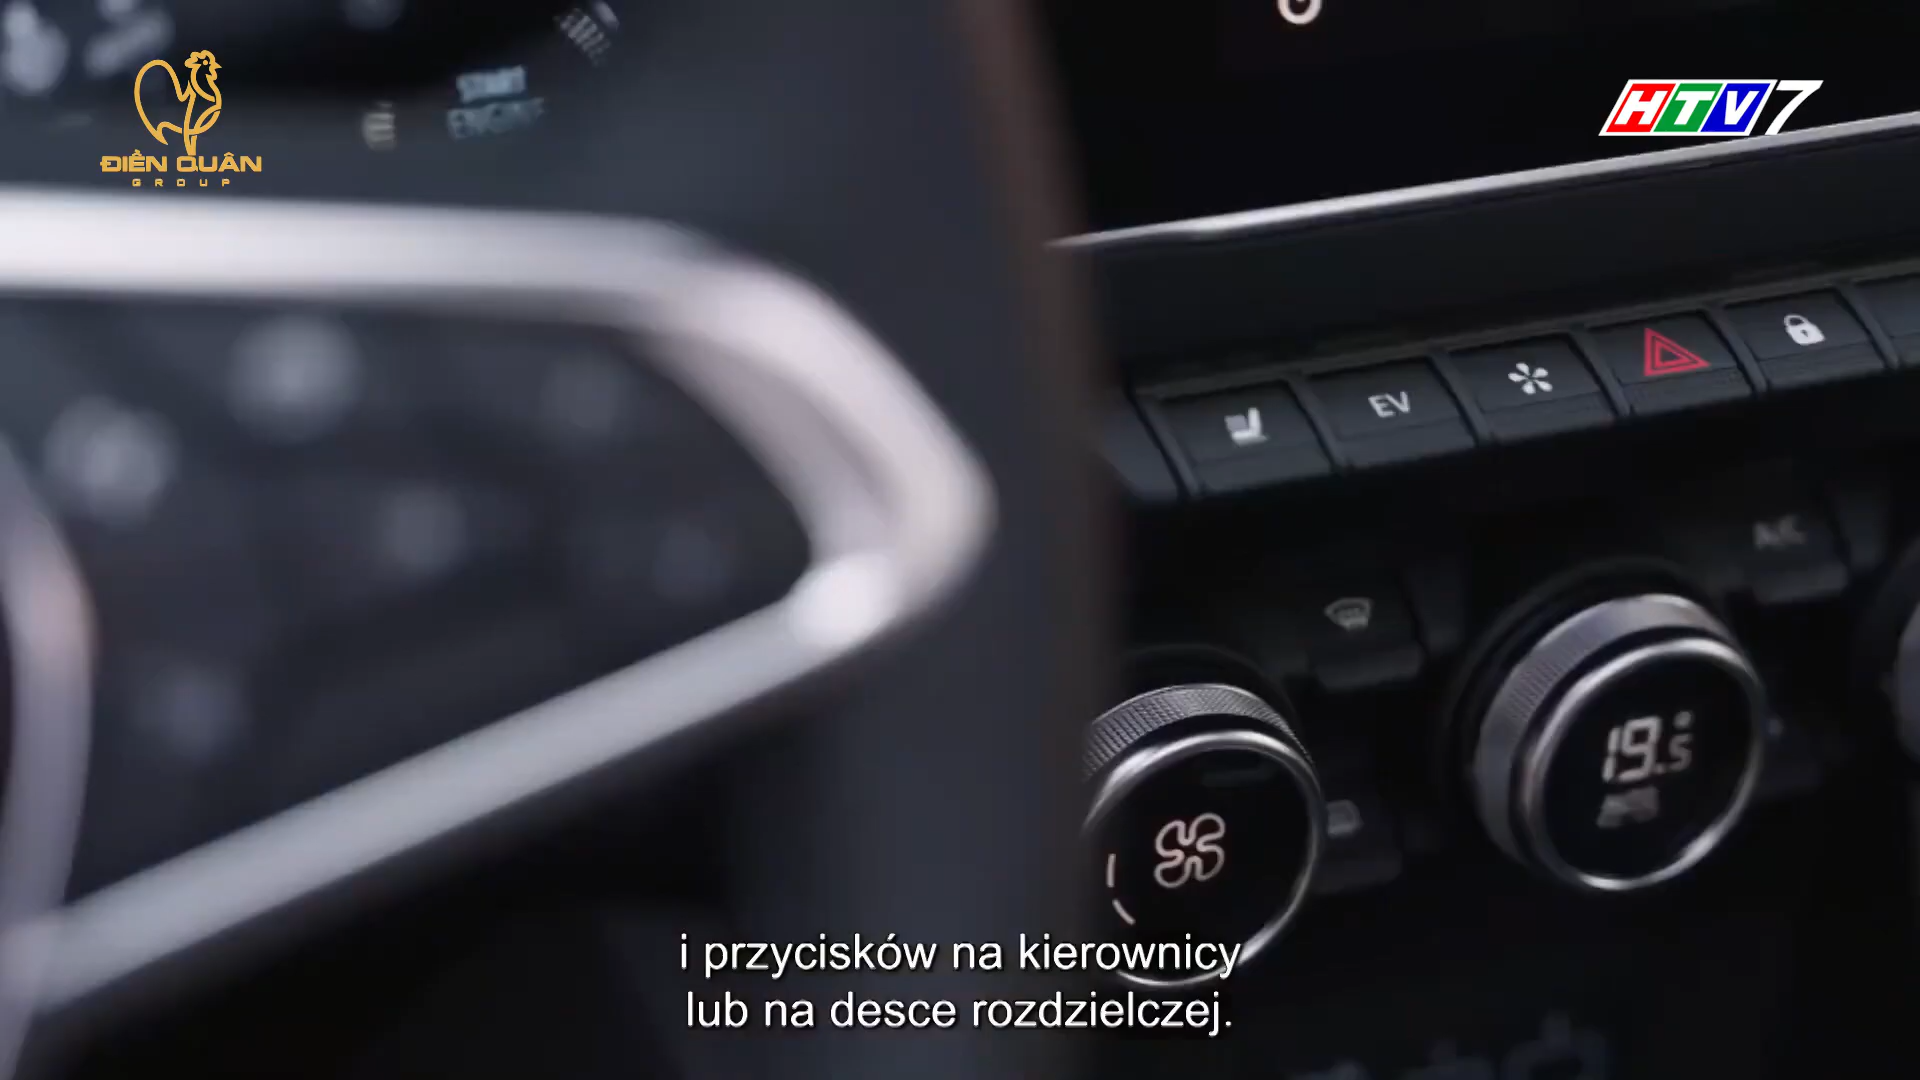 START
ENGINE
ĐIỀN QUÂN
GROUP
HTV7
EV
A/C
19.5
i przycisków na kierownicy
lub na desce rozdzielczej.